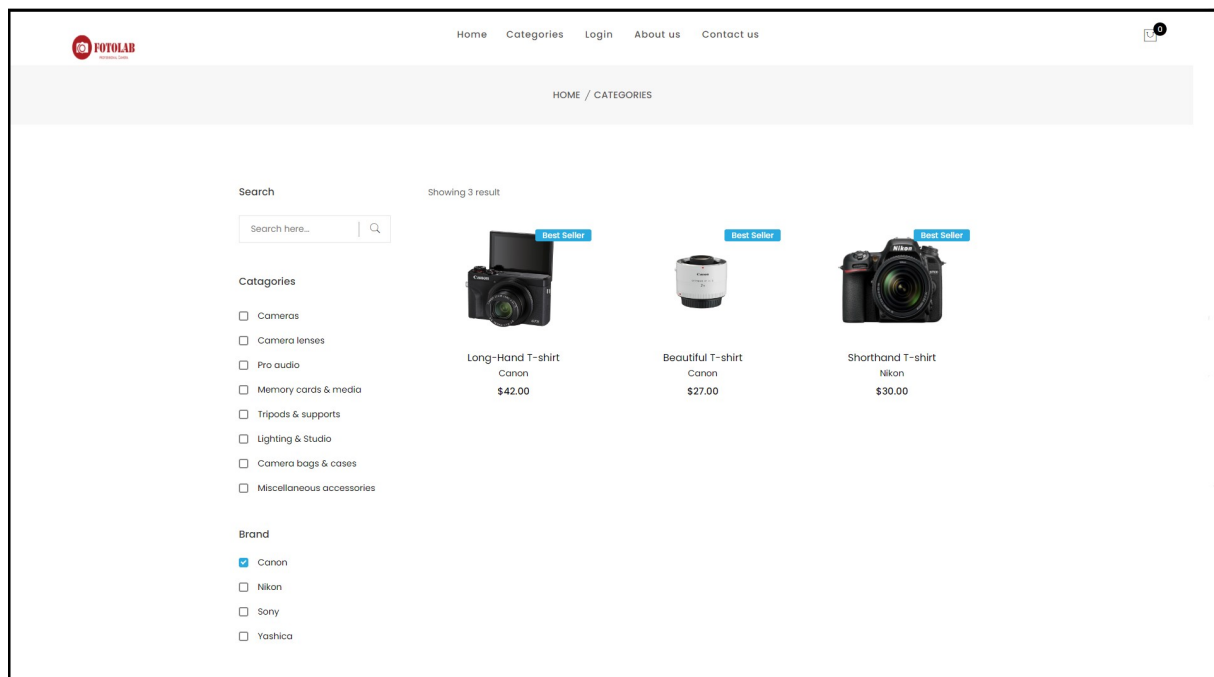 FOTOLAB
Home Categories Login About us Contact us
0
HOME / CATEGORIES
Search
Search here...
Catagories
Cameras
Camera lenses
Pro audio
Memory cards & media
Tripods & supports
Lighting & Studio
Camera bags & cases
Miscellaneous accessories
Brand
Canon
Nikon
Sony
Yashica
Showing 3 result
Best Seller
Canon
Long-Hand T-shirt
Canon
$42.00
Best Seller
Canon
Beautiful T-shirt
Canon
$27.00
Best Seller
Nikon
Shorthand T-shirt
Nikon
$30.00